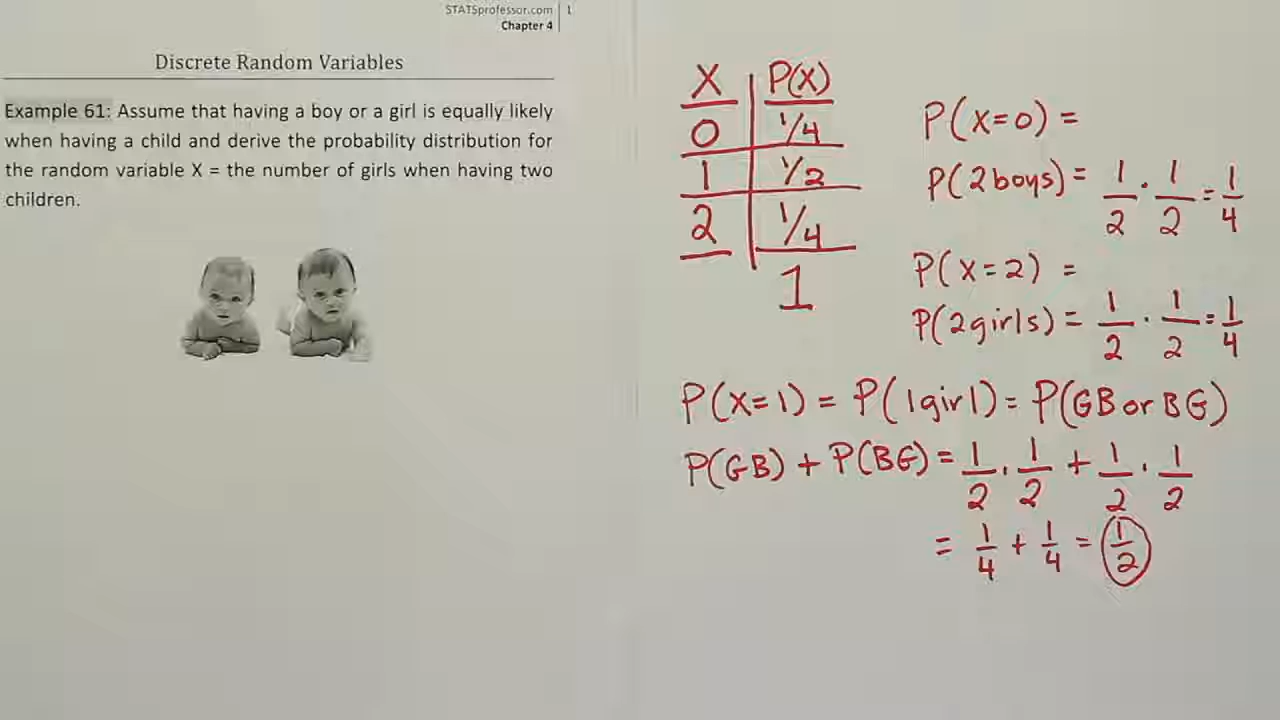 STATSprofessor.com 1
Chapter 4
Discrete Random Variables
Example 61: Assume that having a boy or a girl is equally likely
when having a child and derive the probability distribution for
the random variable X = the number of girls when having two
children.
X P(X)
0 1/4
1 1/2
2 1/4
1
P(X=0) =
P(2boys) = 1/2 · 1/2 = 1/4
P(X=2) =
P(2girls) = 1/2 · 1/2 = 1/4
P(X=1) = P(1girl) = P(GB or BG)
P(GB) + P(BG) = 1/2 · 1/2 + 1/2 · 1/2
= 1/4 + 1/4 = 1/2